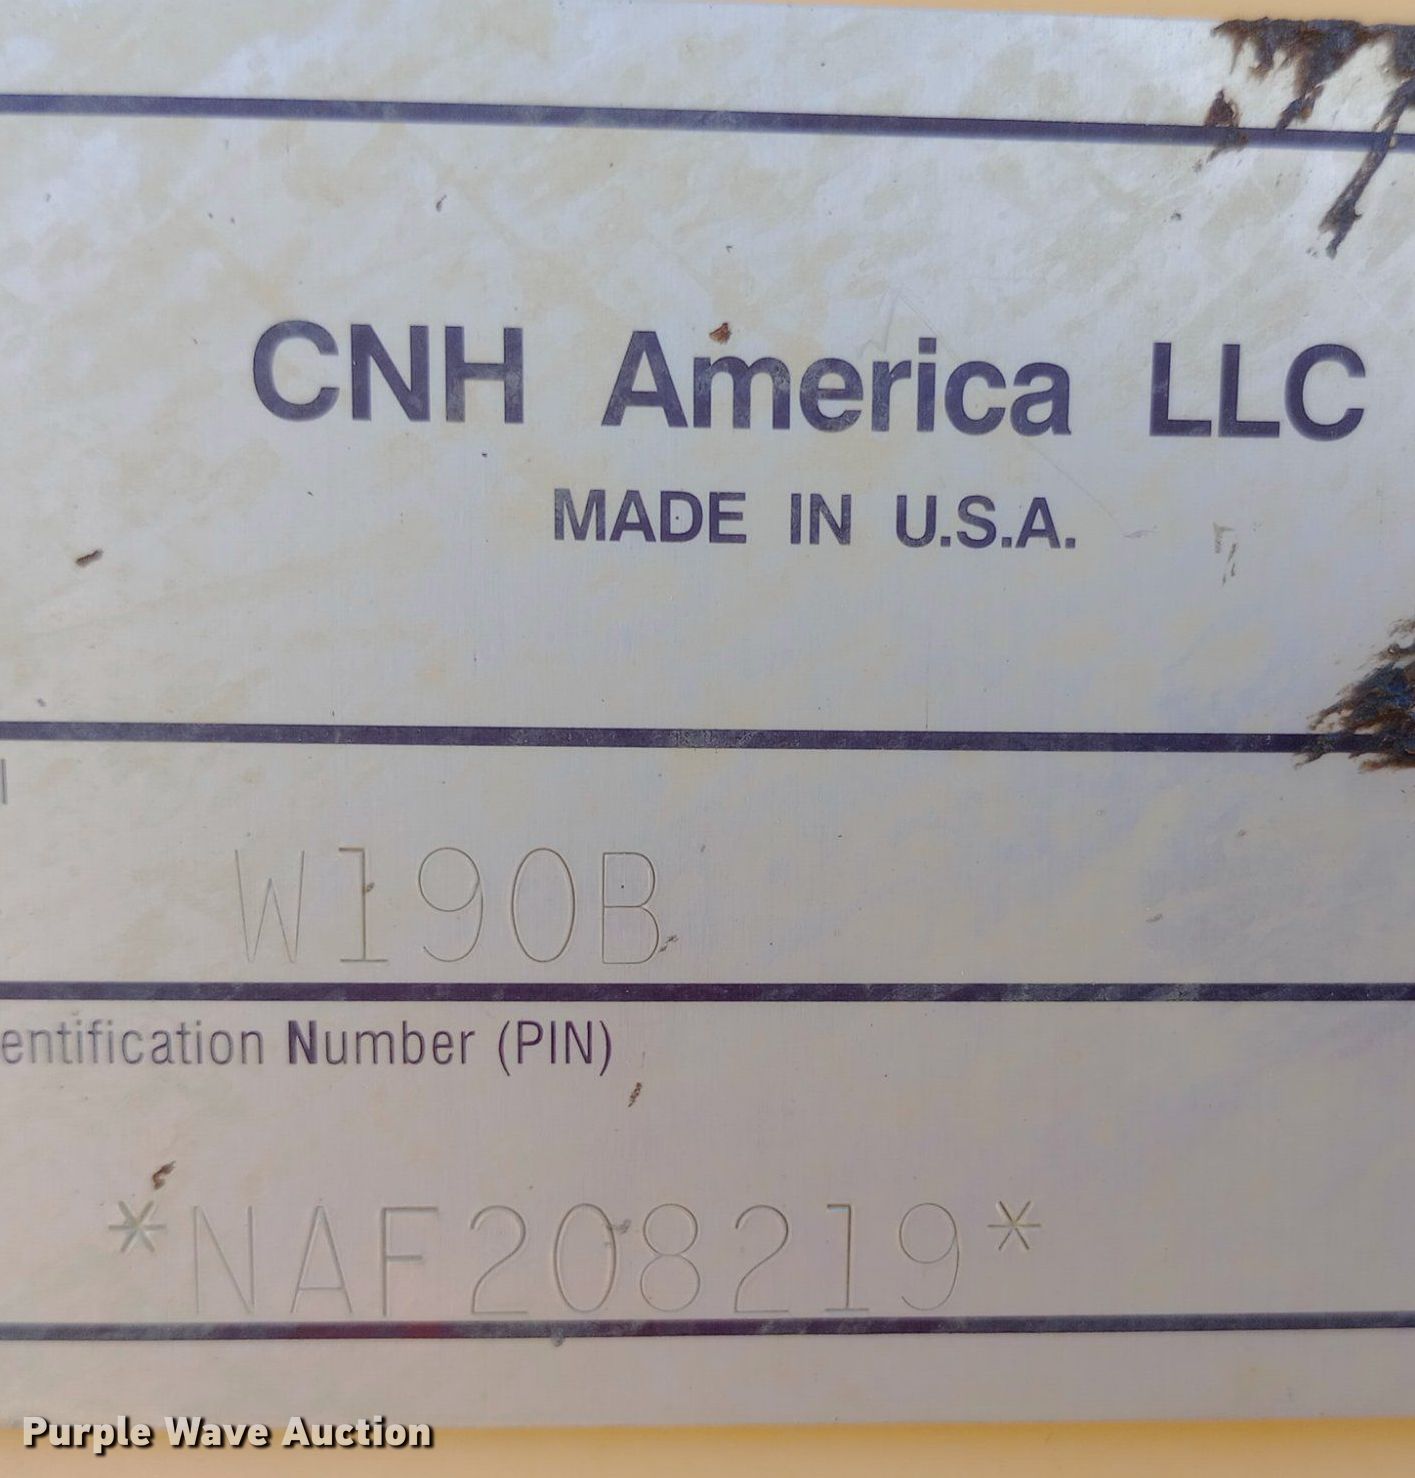 CNH America LLC
MADE IN U.S.A.
W190B
entification Number (PIN)
*NAF208219*
Purple Wave Auction